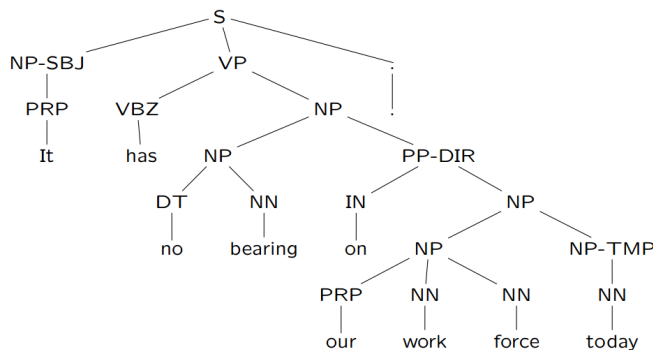 S
NP-SBJ VP .
PRP VBZ NP .
It has NP PP-DIR
DT NN IN NP
no bearing on NP NP-TMP
PRP NN NN NN
our work force today